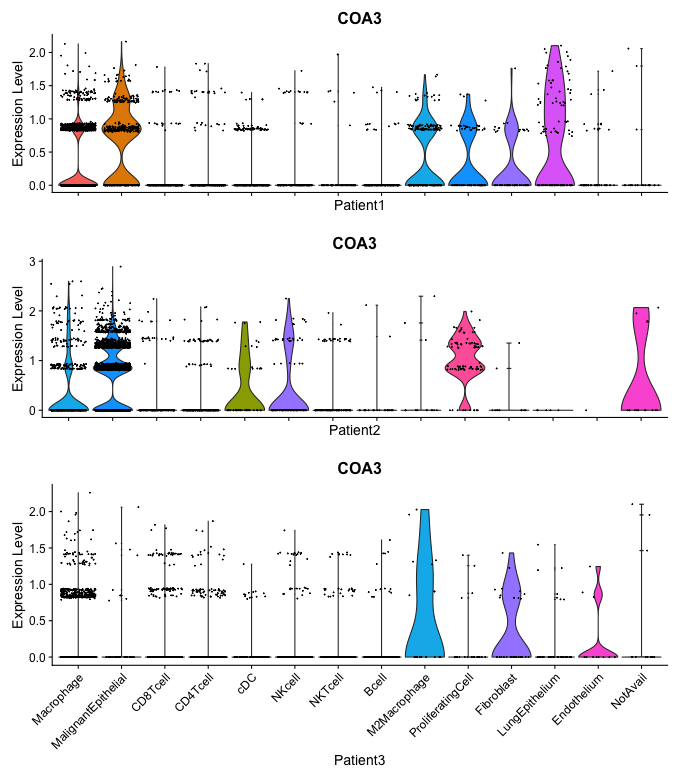 COA3
Expression Level
2.0
1.5
1.0
0.5
0.0
Patient1
COA3
Expression Level
3
2
1
0
Patient2
COA3
Expression Level
2.0
1.5
1.0
0.5
0.0
Macrophage
MalignantEpithelial
CD8Tcell
CD4Tcell
cDC
NKcell
NKTcell
Bcell
M2Macrophage
ProliferatingCell
Fibroblast
LungEpithelium
Endothelium
NotAvail
Patient3